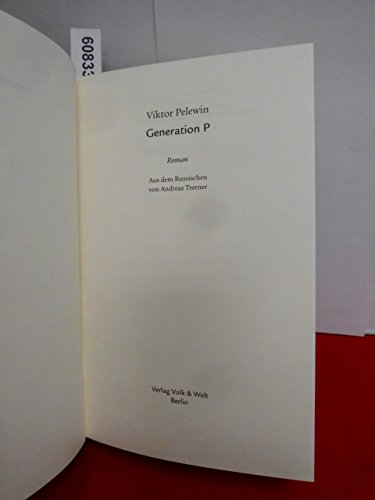 60833
Viktor Pelewin
Generation P
Roman
Aus dem Russischen
von Andreas Tretner
Verlag Volk & Welt
Berlin